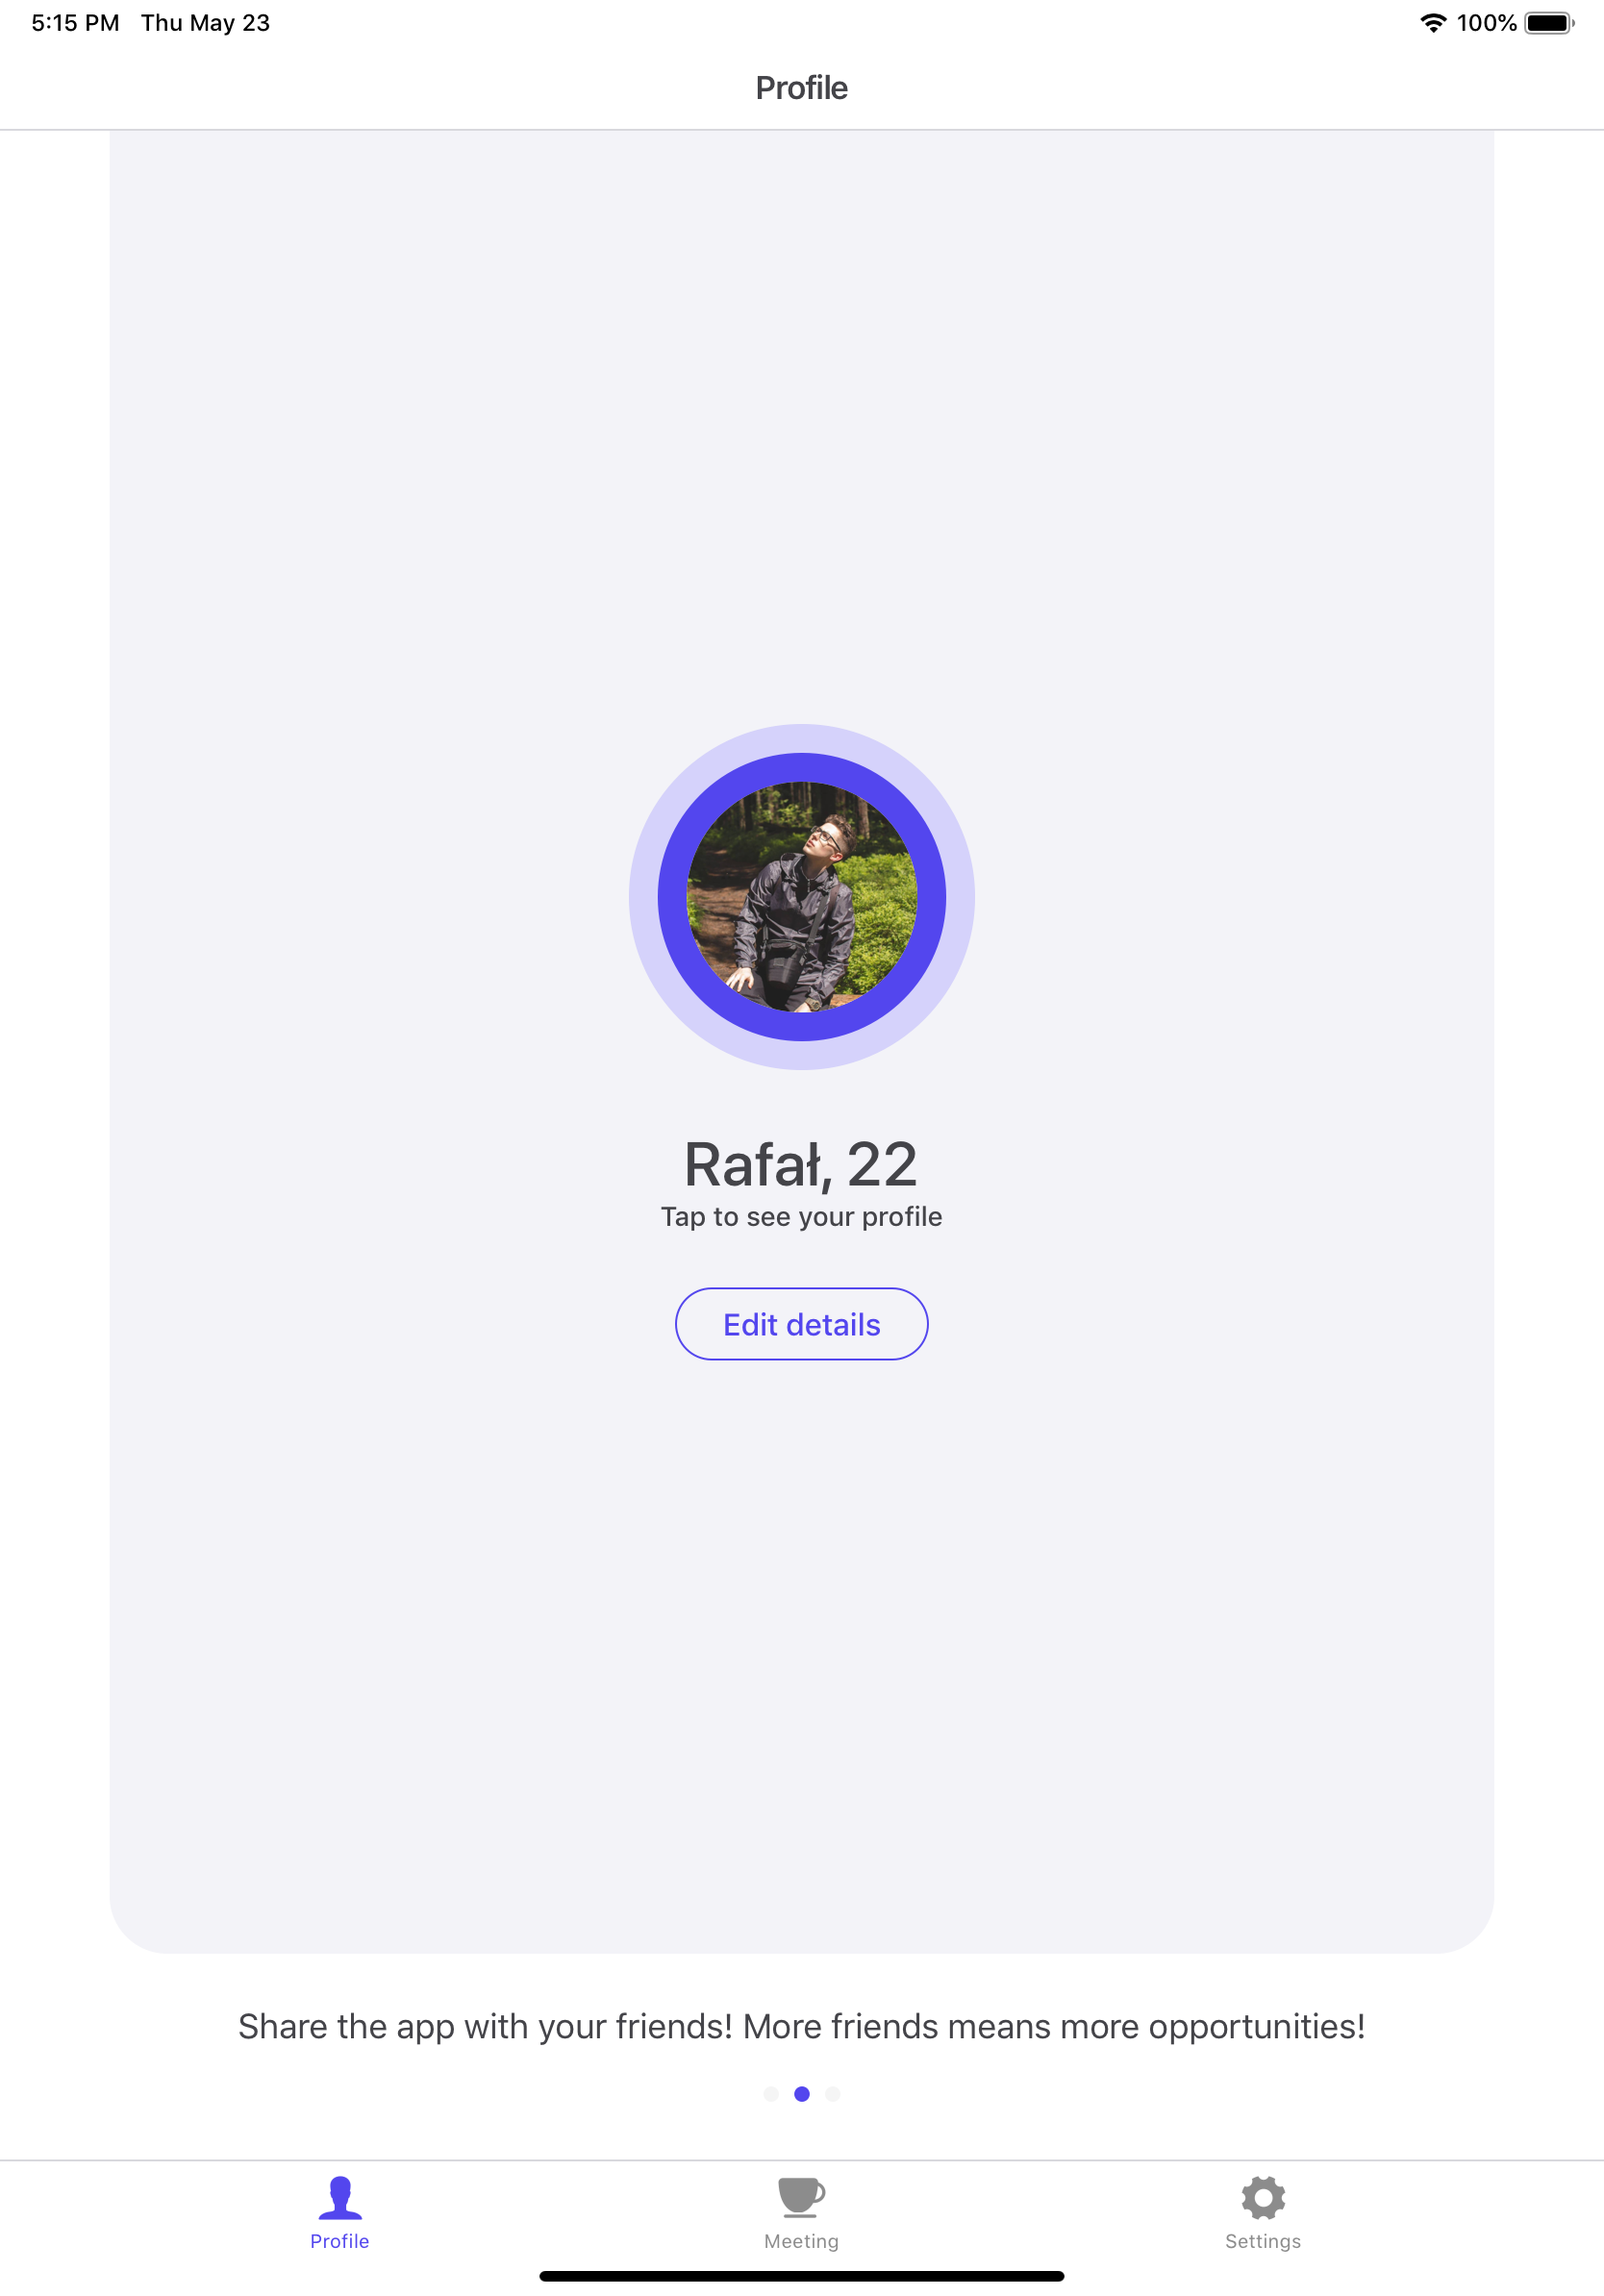 5:15 PM Thu May 23 100%
Profile
Rafał, 22
Tap to see your profile
Edit details
Share the app with your friends! More friends means more opportunities!
Profile Meeting Settings